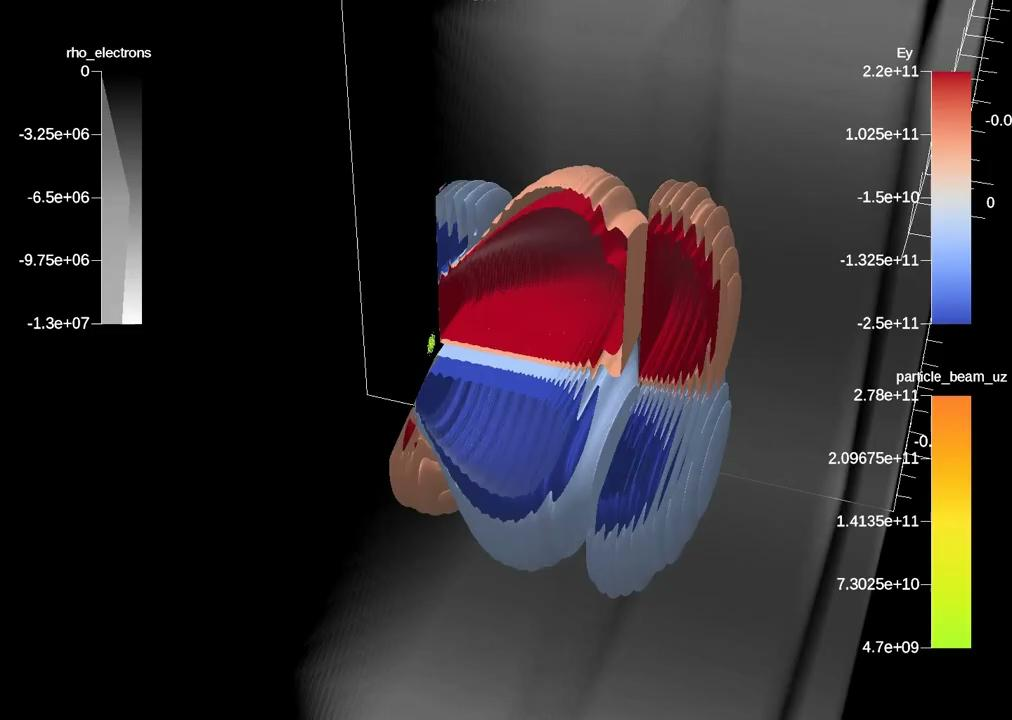 rho_electrons
0
-3.25e+06
-6.5e+06
-9.75e+06
-1.3e+07
Ey
2.2e+11
1.025e+11
-1.5e+10
-1.325e+11
-2.5e+11
-0.0
0
particle_beam_uz
2.78e+11
-0.
2.09675e+11
1.4135e+11
7.3025e+10
4.7e+09